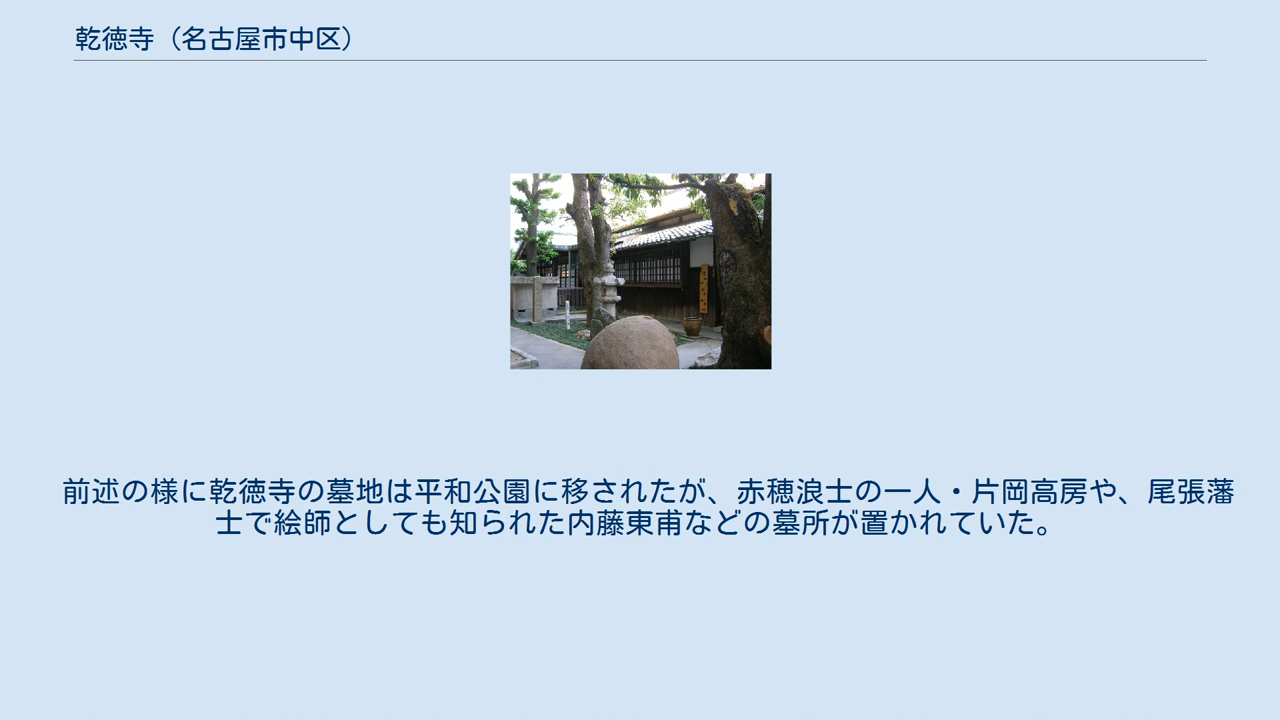 乾徳寺（名古屋市中区）
前述の様に乾徳寺の墓地は平和公園に移されたが、赤穂浪士の一人・片岡高房や、尾張藩
士で絵師としても知られた内藤東甫などの墓所が置かれていた。